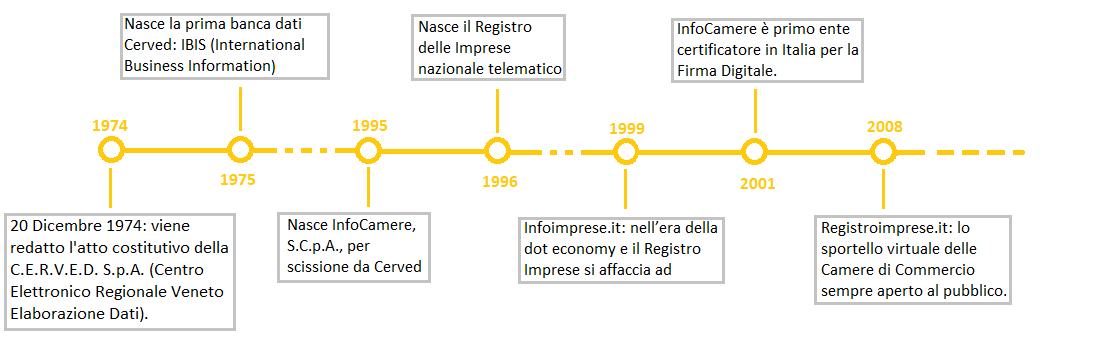 Nasce la prima banca dati
Cerved: IBIS (International
Business Information)
Nasce il Registro
delle Imprese
nazionale telematico
InfoCamere è primo ente
certificatore in Italia per la
Firma Digitale.
1974
1975
1995
1996
1999
2001
2008
20 Dicembre 1974: viene
redatto l'atto costitutivo della
C.E.R.V.E.D. S.p.A. (Centro
Elettronico Regionale Veneto
Elaborazione Dati).
Nasce InfoCamere,
S.C.p.A., per
scissione da Cerved
Infoimprese.it: nell’era della
dot economy e il Registro
Imprese si affaccia ad
Registroimprese.it: lo
sportello virtuale delle
Camere di Commercio
sempre aperto al pubblico.